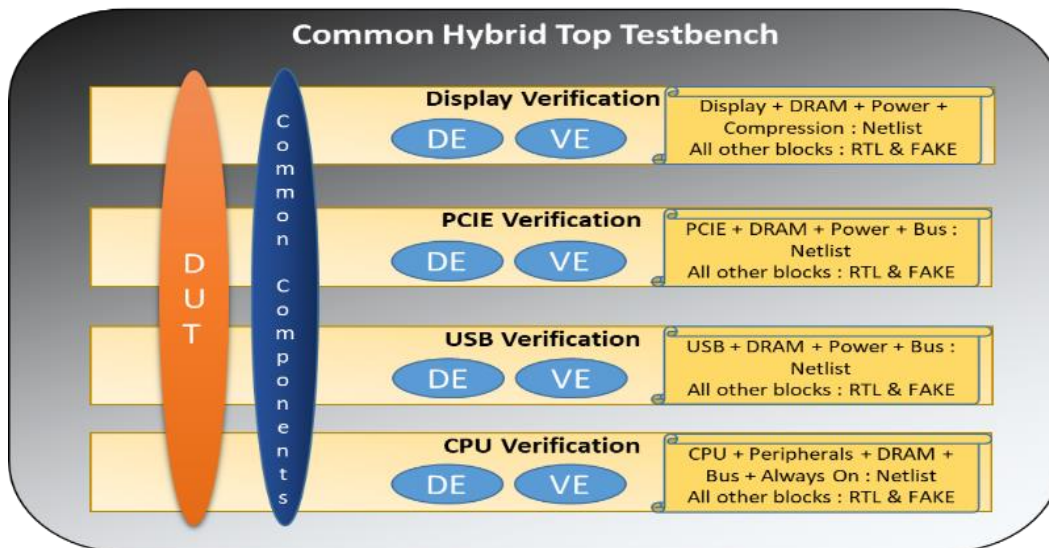 Common Hybrid Top Testbench
DUT
Common Components
Display Verification
DE
VE
Display + DRAM + Power +
Compression : Netlist
All other blocks : RTL & FAKE
PCIE Verification
DE
VE
PCIE + DRAM + Power + Bus :
Netlist
All other blocks : RTL & FAKE
USB Verification
DE
VE
USB + DRAM + Power + Bus :
Netlist
All other blocks : RTL & FAKE
CPU Verification
DE
VE
CPU + Peripherals + DRAM +
Bus + Always On : Netlist
All other blocks : RTL & FAKE